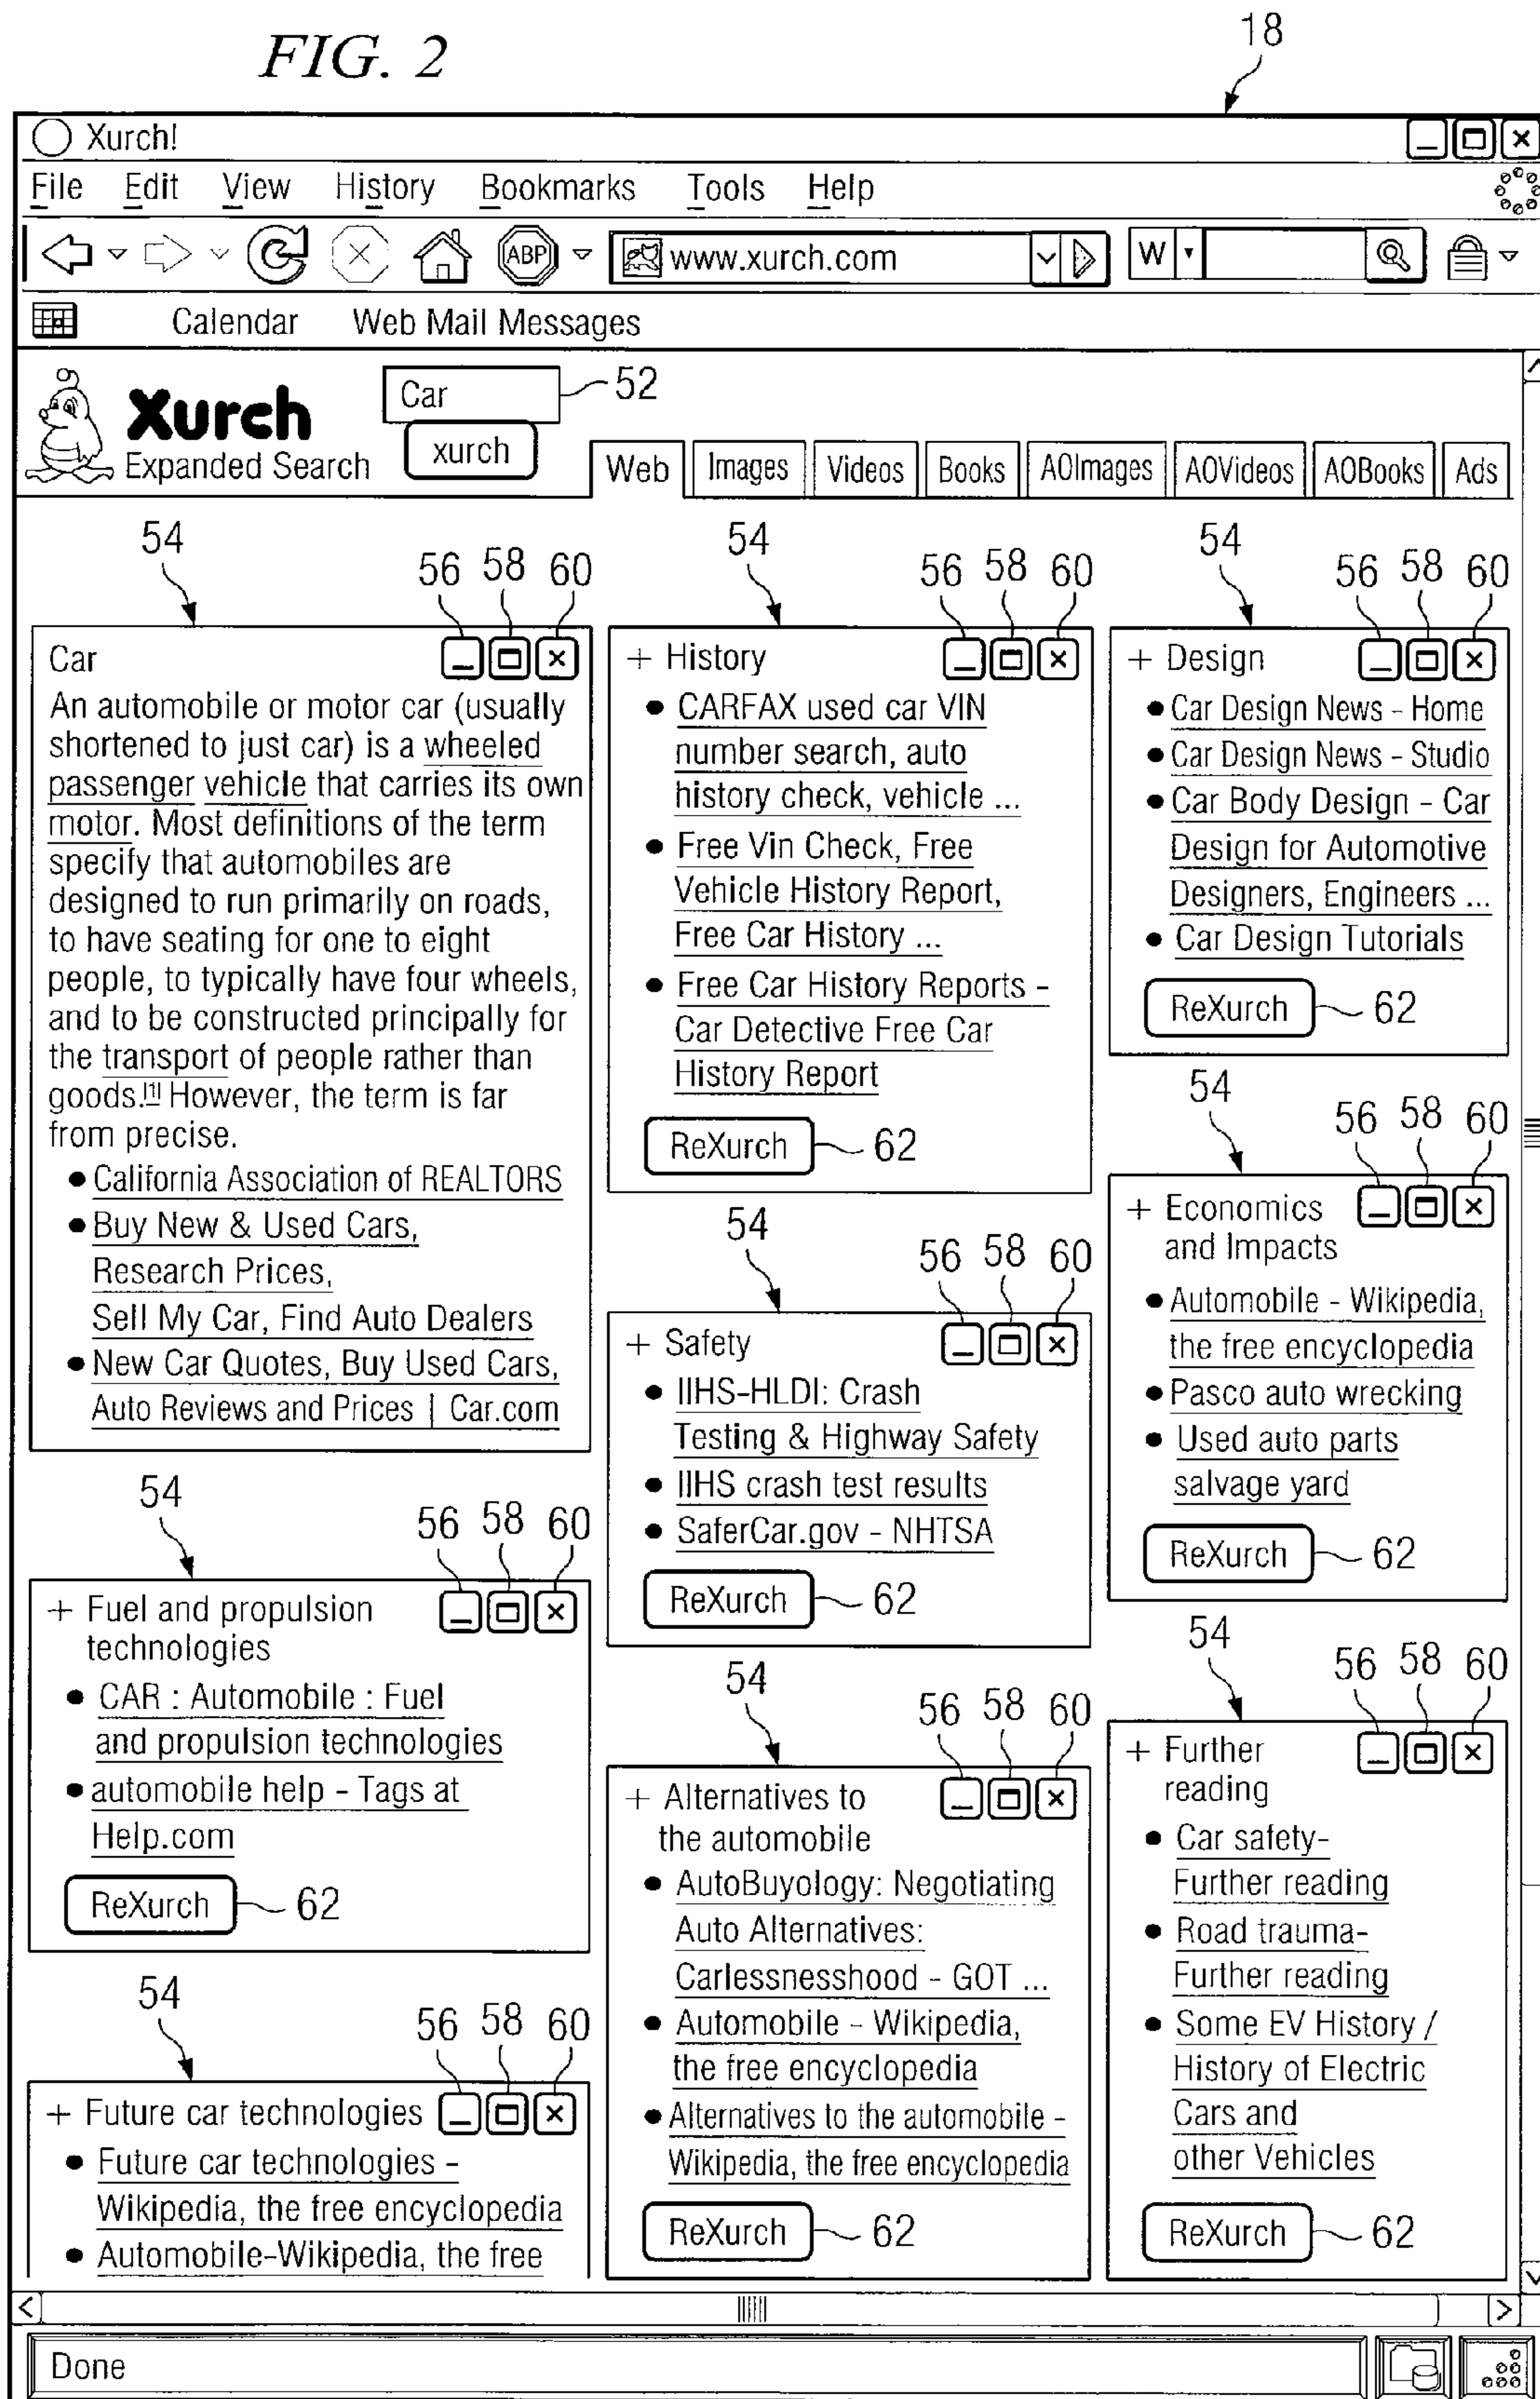 FIG. 2
18
Xurch!
File Edit View History Bookmarks Tools Help
ABP www.xurch.com W
Calendar Web Mail Messages
Car 52
Xurch
Expanded Search
xurch
Web Images Videos Books AOImages AOVideos AOBooks Ads
54 56 58 60
Car
An automobile or motor car (usually
shortened to just car) is a wheeled
passenger vehicle that carries its own
motor. Most definitions of the term
specify that automobiles are
designed to run primarily on roads,
to have seating for one to eight
people, to typically have four wheels,
and to be constructed principally for
the transport of people rather than
goods.[1] However, the term is far
from precise.
• California Association of REALTORS
• Buy New & Used Cars,
Research Prices,
Sell My Car, Find Auto Dealers
• New Car Quotes, Buy Used Cars,
Auto Reviews and Prices | Car.com
54 56 58 60
+ Fuel and propulsion
technologies
• CAR : Automobile : Fuel
and propulsion technologies
• automobile help - Tags at
Help.com
ReXurch 62
54 56 58 60
+ Future car technologies
• Future car technologies -
Wikipedia, the free encyclopedia
• Automobile-Wikipedia, the free
54 56 58 60
+ History
• CARFAX used car VIN
number search, auto
history check, vehicle ...
• Free Vin Check, Free
Vehicle History Report,
Free Car History ...
• Free Car History Reports -
Car Detective Free Car
History Report
ReXurch 62
54 56 58 60
+ Safety
• IIHS-HLDI: Crash
Testing & Highway Safety
• IIHS crash test results
• SaferCar.gov - NHTSA
ReXurch 62
54 56 58 60
+ Alternatives to
the automobile
• AutoBuyology: Negotiating
Auto Alternatives:
Carlessnesshood - GOT ...
• Automobile - Wikipedia,
the free encyclopedia
• Alternatives to the automobile -
Wikipedia, the free encyclopedia
ReXurch 62
54 56 58 60
+ Design
• Car Design News - Home
• Car Design News - Studio
• Car Body Design - Car
Design for Automotive
Designers, Engineers ...
• Car Design Tutorials
ReXurch 62
54 56 58 60
+ Economics
and Impacts
• Automobile - Wikipedia,
the free encyclopedia
• Pasco auto wrecking
• Used auto parts
salvage yard
ReXurch 62
54 56 58 60
+ Further
reading
• Car safety-
Further reading
• Road trauma-
Further reading
• Some EV History /
History of Electric
Cars and
other Vehicles
ReXurch 62
Done